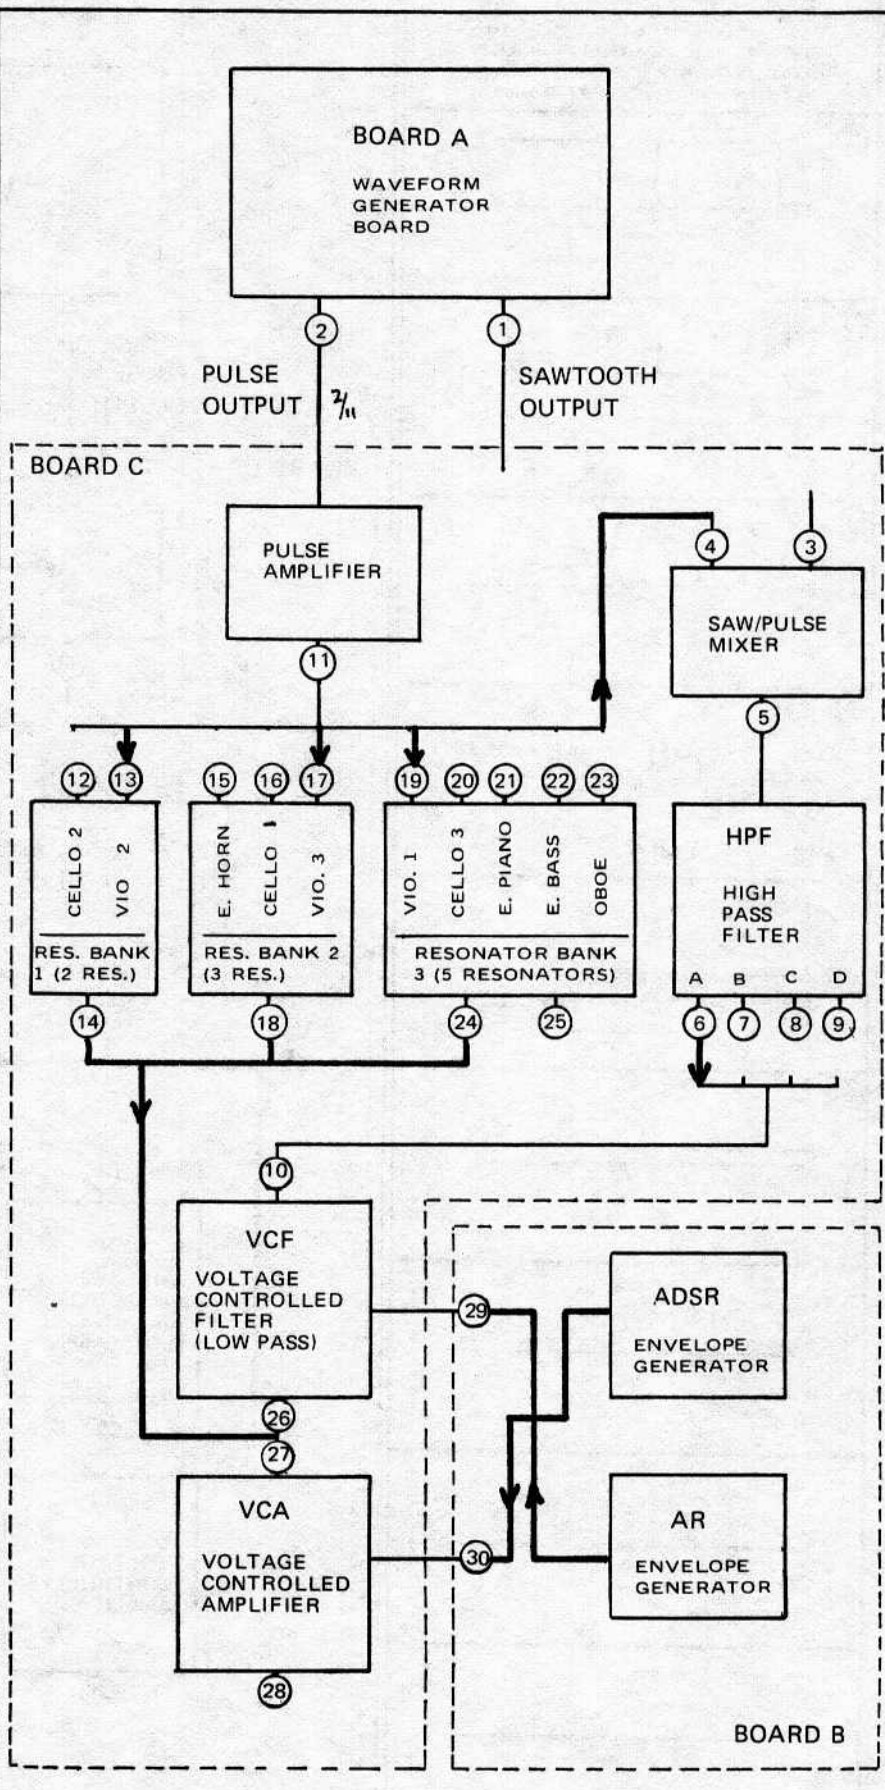 BOARD A
WAVEFORM
GENERATOR
BOARD
2
1
PULSE
OUTPUT
2/11
SAWTOOTH
OUTPUT
BOARD C
PULSE
AMPLIFIER
11
4
3
SAW/PULSE
MIXER
5
12
13
15
16
17
19
20
21
22
23
CELLO 2
VIO 2
E. HORN
CELLO 1
VIO. 3
VIO. 1
CELLO 3
E. PIANO
E. BASS
OBOE
RES. BANK
1 (2 RES.)
RES. BANK 2
(3 RES.)
RESONATOR BANK
3 (5 RESONATORS)
HPF
HIGH
PASS
FILTER
A B C D
14
18
24
25
6
7
8
9
10
VCF
VOLTAGE
CONTROLLED
FILTER
(LOW PASS)
29
ADSR
ENVELOPE
GENERATOR
26
27
VCA
VOLTAGE
CONTROLLED
AMPLIFIER
30
AR
ENVELOPE
GENERATOR
28
BOARD B